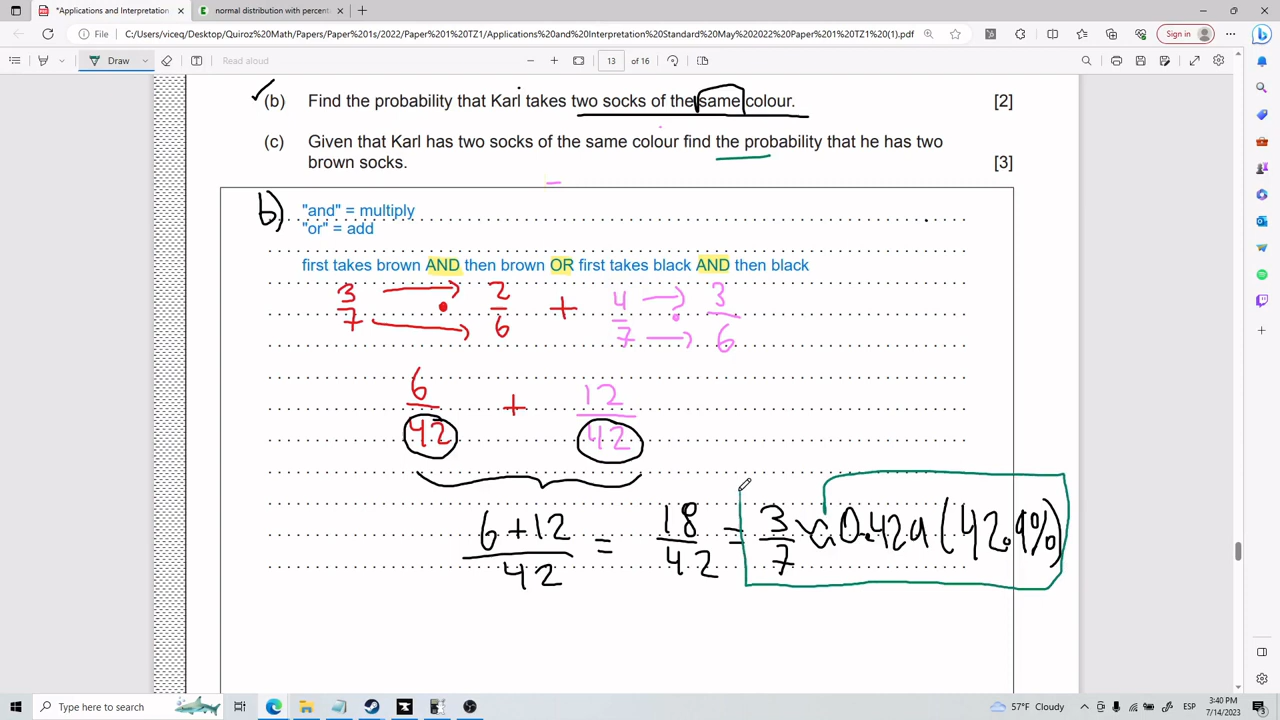 *Applications and Interpretation
normal distribution with percent
File
C:/Users/viceq/Desktop/Quiroz%20Math/Papers/Paper%201s/2022/Paper%201%20TZ1/Applications%20and%20Interpretation%20Standard%20May%202022%20Paper%201%20TZ1%20(1).pdf
Sign in
Draw
Read aloud
13 of 16
(b) Find the probability that Karl takes two socks of the same colour. [2]
(c) Given that Karl has two socks of the same colour find the probability that he has two
brown socks. [3]
b)
"and" = multiply
"or" = add
first takes brown AND then brown OR first takes black AND then black
3/7 · 2/6 + 4/7 · 3/6
6/42 + 12/42
6+12/42 = 18/42 = 3/7 ≈ 0.429 (42.9%)
Type here to search
57°F Cloudy
ESP
3:40 PM
7/14/2023